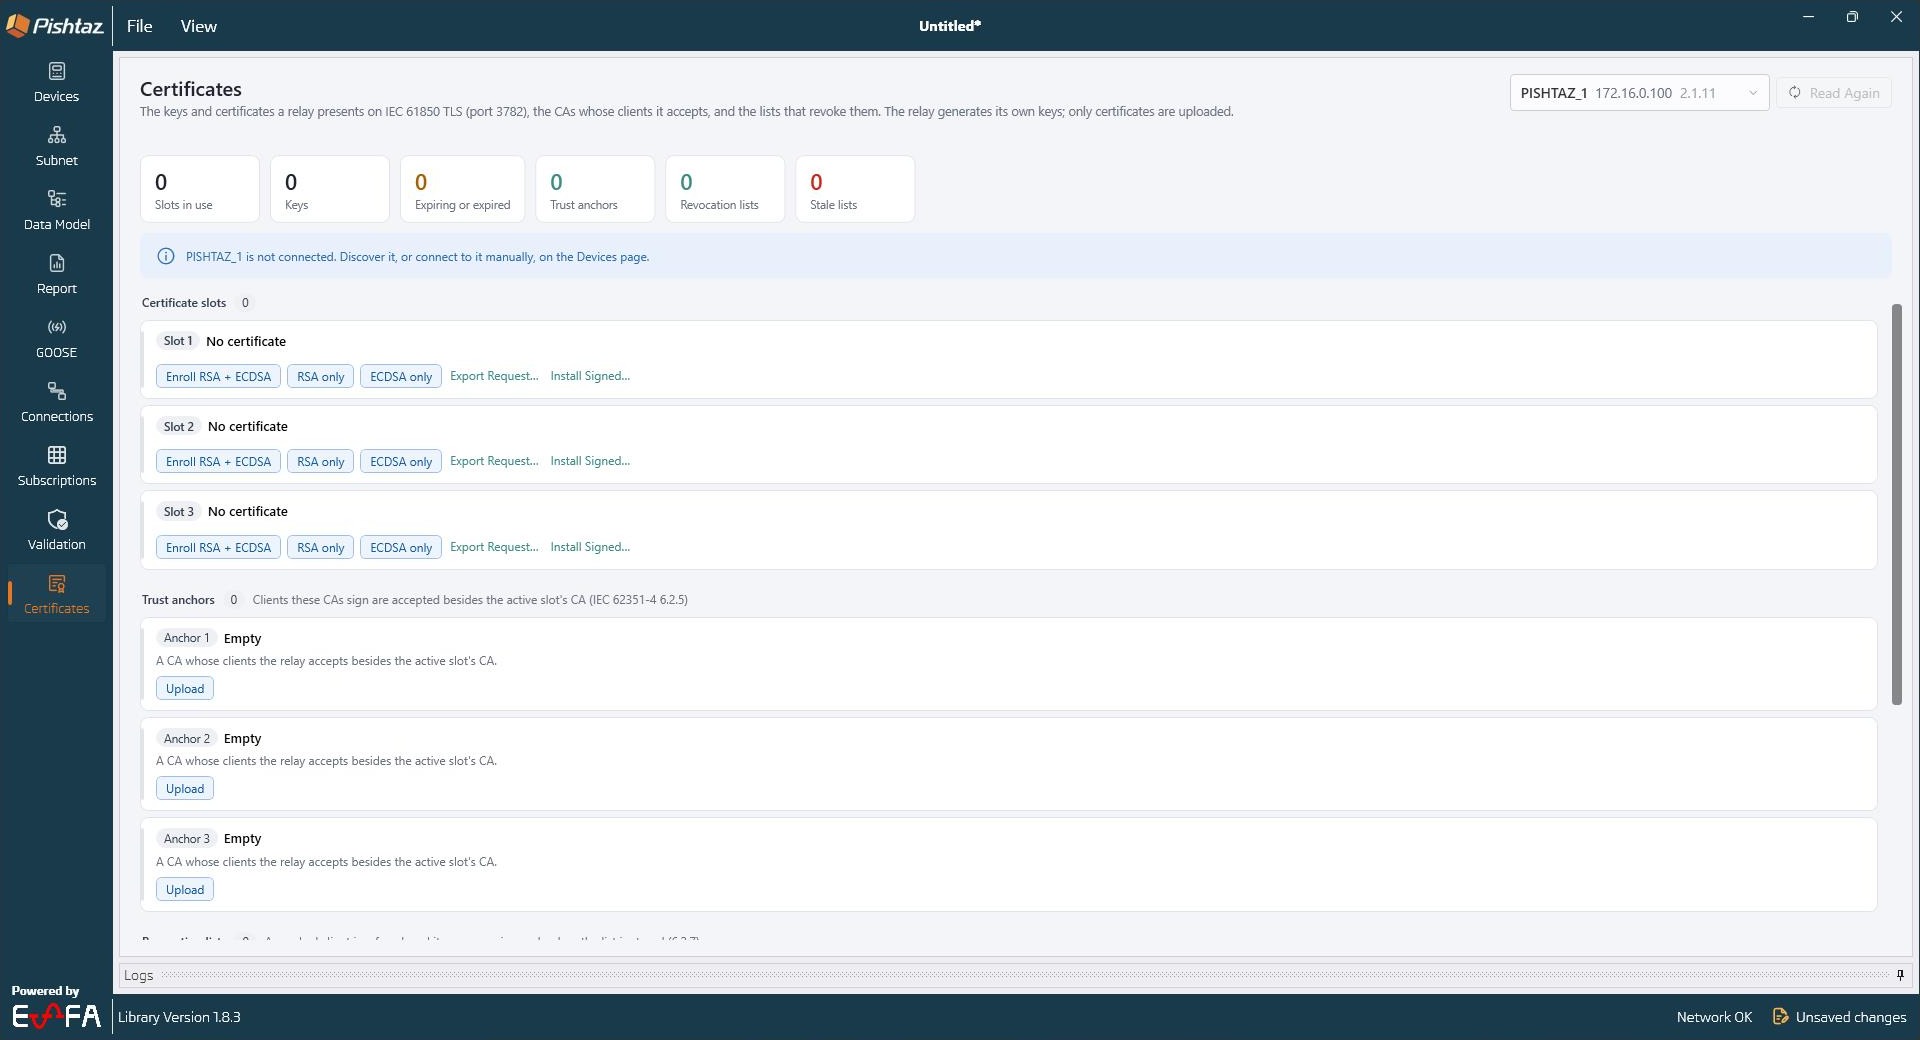 Pishtaz
File
View
Untitled*
Devices
Subnet
Data Model
Report
GOOSE
Connections
Subscriptions
Validation
Certificates
Certificates
The keys and certificates a relay presents on IEC 61850 TLS (port 3782), the CAs whose clients it accepts, and the lists that revoke them. The relay generates its own keys; only certificates are uploaded.
PISHTAZ_1 172.16.0.100 2.1.11
Read Again
0
Slots in use
0
Keys
0
Expiring or expired
0
Trust anchors
0
Revocation lists
0
Stale lists
PISHTAZ_1 is not connected. Discover it, or connect to it manually, on the Devices page.
Certificate slots 0
Slot 1 No certificate
Enroll RSA + ECDSA RSA only ECDSA only Export Request... Install Signed...
Slot 2 No certificate
Enroll RSA + ECDSA RSA only ECDSA only Export Request... Install Signed...
Slot 3 No certificate
Enroll RSA + ECDSA RSA only ECDSA only Export Request... Install Signed...
Trust anchors 0 Clients these CAs sign are accepted besides the active slot's CA (IEC 62351-4 6.2.5)
Anchor 1 Empty
A CA whose clients the relay accepts besides the active slot's CA.
Upload
Anchor 2 Empty
A CA whose clients the relay accepts besides the active slot's CA.
Upload
Anchor 3 Empty
A CA whose clients the relay accepts besides the active slot's CA.
Upload
Logs
Powered by
Library Version 1.8.3
Network OK
Unsaved changes